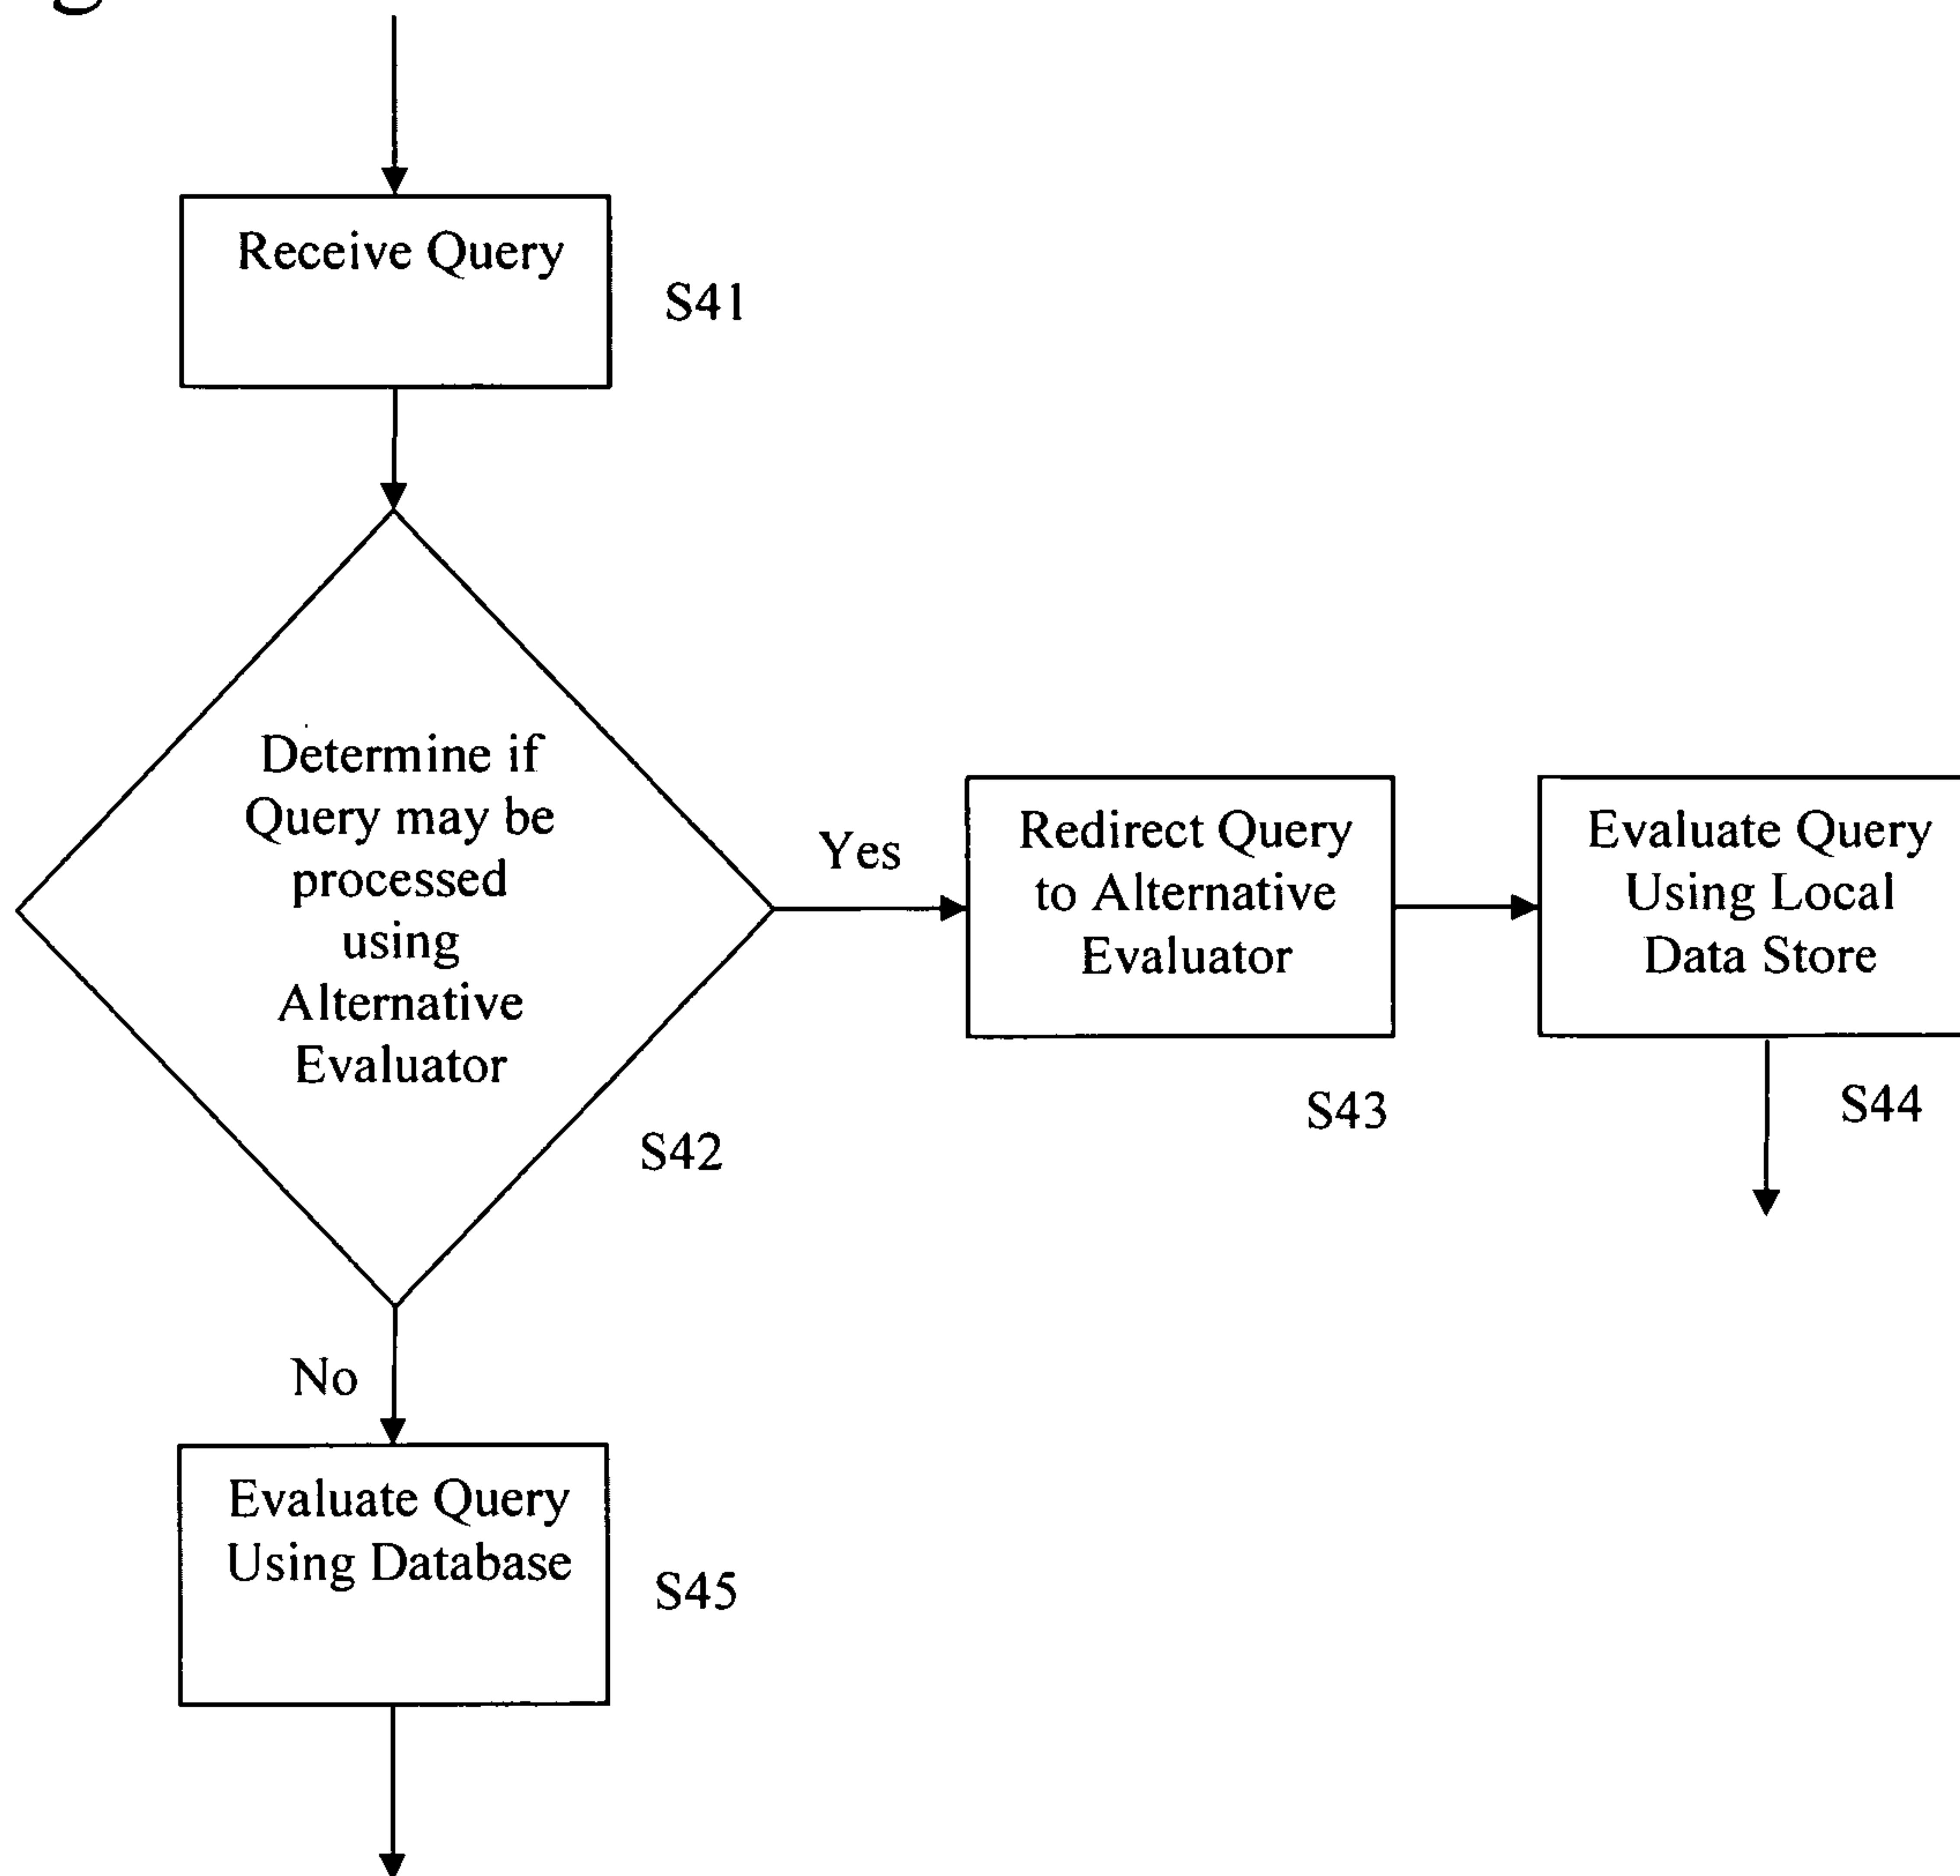 Receive Query
S41
Determine if
Query may be
processed
using
Alternative
Evaluator
S42
Yes
Redirect Query
to Alternative
Evaluator
S43
Evaluate Query
Using Local
Data Store
S44
No
Evaluate Query
Using Database
S45